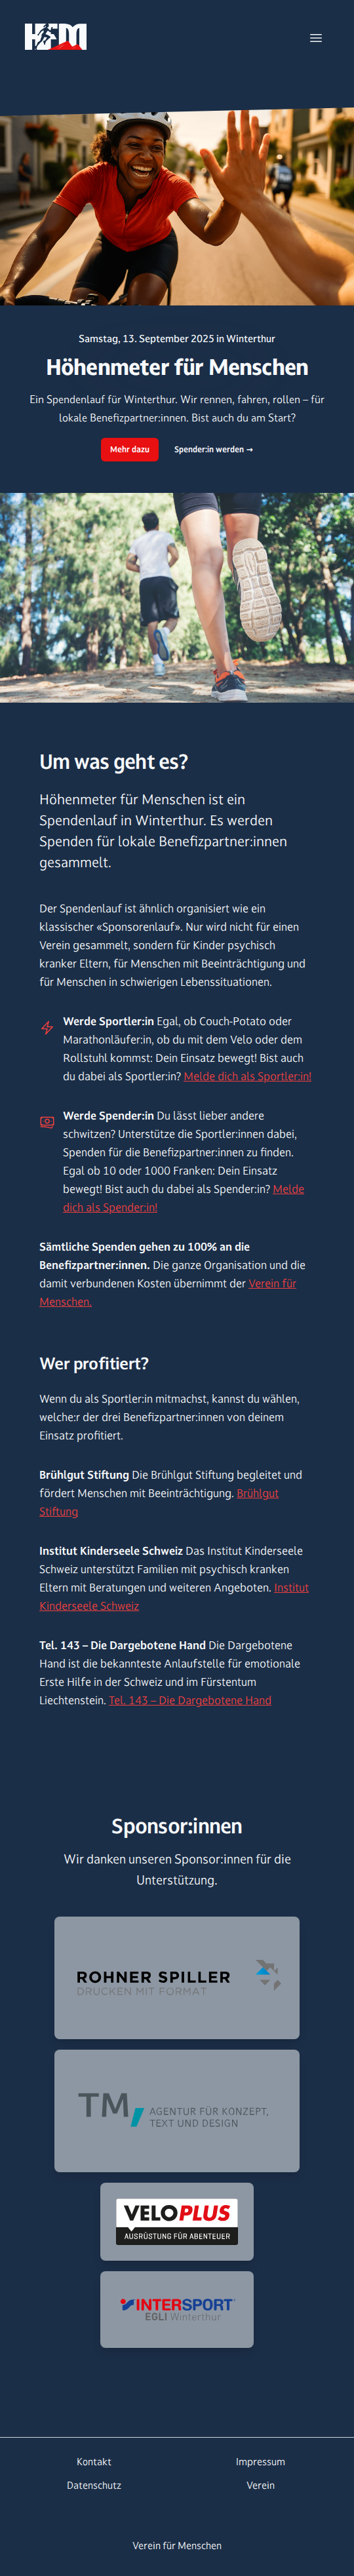 HFM
Samstag, 13. September 2025 in Winterthur
Höhenmeter für Menschen
Ein Spendenlauf für Winterthur. Wir rennen, fahren, rollen – für
lokale Benefizpartner:innen. Bist auch du am Start?
Mehr dazu
Spender:in werden →
Um was geht es?
Höhenmeter für Menschen ist ein
Spendenlauf in Winterthur. Es werden
Spenden für lokale Benefizpartner:innen
gesammelt.
Der Spendenlauf ist ähnlich organisiert wie ein
klassischer «Sponsorenlauf». Nur wird nicht für einen
Verein gesammelt, sondern für Kinder psychisch
kranker Eltern, für Menschen mit Beeinträchtigung und
für Menschen in schwierigen Lebenssituationen.
Werde Sportler:in Egal, ob Couch-Potato oder
Marathonläufer:in, ob du mit dem Velo oder dem
Rollstuhl kommst: Dein Einsatz bewegt! Bist auch
du dabei als Sportler:in? Melde dich als Sportler:in!
Werde Spender:in Du lässt lieber andere
schwitzen? Unterstütze die Sportler:innen dabei,
Spenden für die Benefizpartner:innen zu finden.
Egal ob 10 oder 1000 Franken: Dein Einsatz
bewegt! Bist auch du dabei als Spender:in? Melde
dich als Spender:in!
Sämtliche Spenden gehen zu 100% an die
Benefizpartner:innen. Die ganze Organisation und die
damit verbundenen Kosten übernimmt der Verein für
Menschen.
Wer profitiert?
Wenn du als Sportler:in mitmachst, kannst du wählen,
welche:r der drei Benefizpartner:innen von deinem
Einsatz profitiert.
Brühlgut Stiftung Die Brühlgut Stiftung begleitet und
fördert Menschen mit Beeinträchtigung. Brühlgut
Stiftung
Institut Kinderseele Schweiz Das Institut Kinderseele
Schweiz unterstützt Familien mit psychisch kranken
Eltern mit Beratungen und weiteren Angeboten. Institut
Kinderseele Schweiz
Tel. 143 – Die Dargebotene Hand Die Dargebotene
Hand ist die bekannteste Anlaufstelle für emotionale
Erste Hilfe in der Schweiz und im Fürstentum
Liechtenstein. Tel. 143 – Die Dargebotene Hand
Sponsor:innen
Wir danken unseren Sponsor:innen für die
Unterstützung.
ROHNER SPILLER
DRUCKEN MIT FORMAT
TM
AGENTUR FÜR KONZEPT,
TEXT UND DESIGN
VELOPLUS
AUSRÜSTUNG FÜR ABENTEUER
INTERSPORT
EGLI Winterthur
Kontakt
Impressum
Datenschutz
Verein
Verein für Menschen